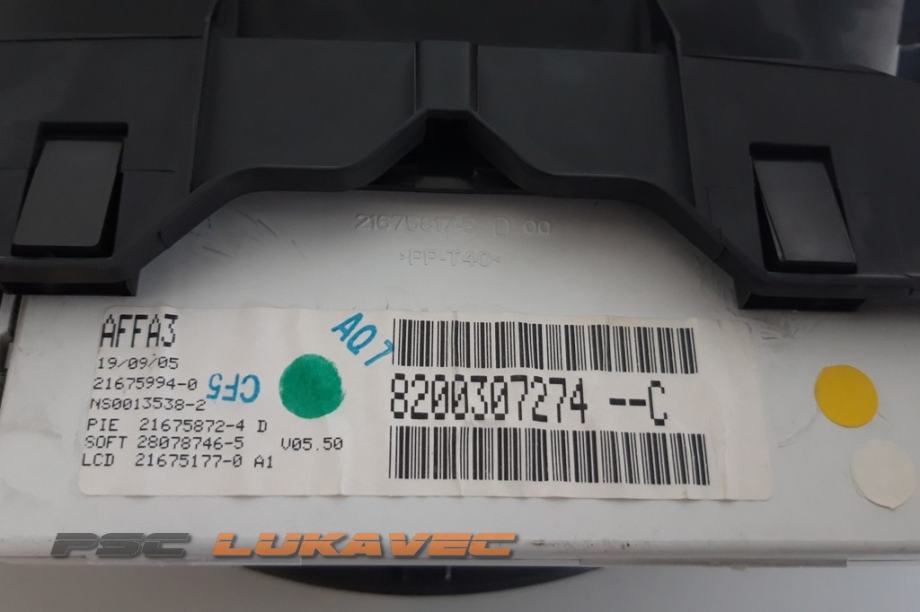 21675817-5 D 00
>PP-T40<
AFFA3
19/09/05
21675994-0
NS0013538-2
PIE 21675872-4 D
SOFT 28078746-5 V05.50
LCD 21675177-0 A1
CF5
AQ7
8200307274 --C
PSC LUKAVEC